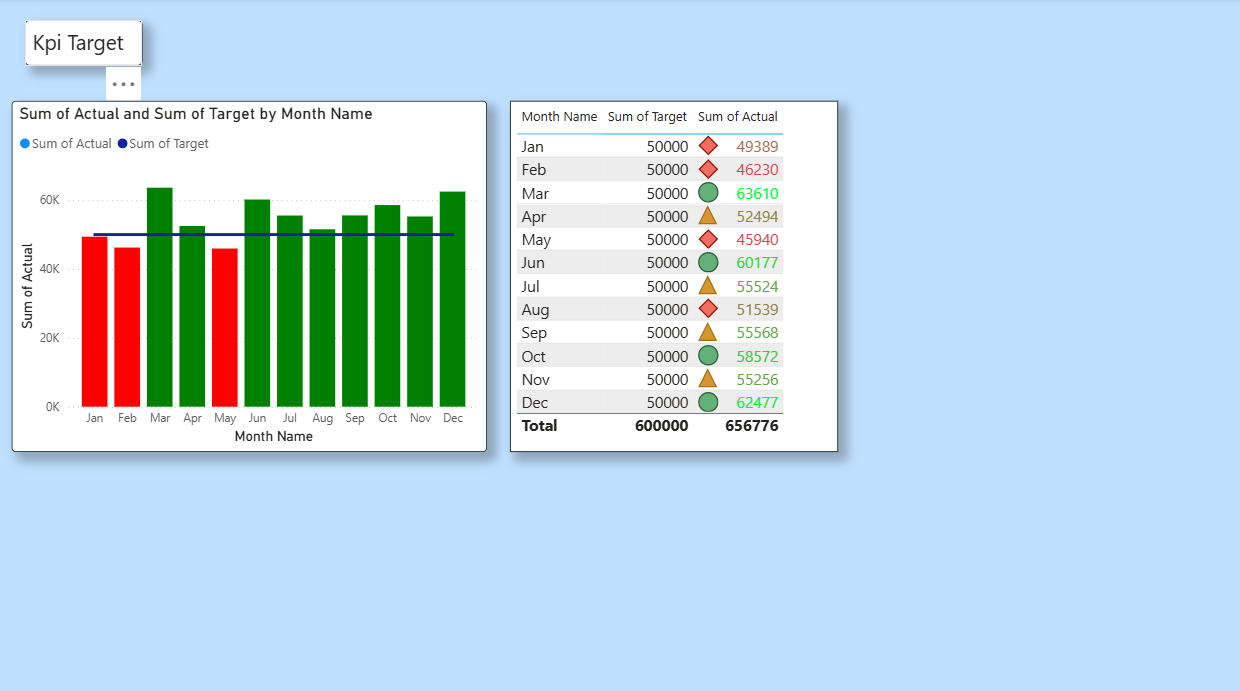 Kpi Target
Sum of Actual and Sum of Target by Month Name
Sum of Actual Sum of Target
60K
40K
20K
0K
Sum of Actual
Jan Feb Mar Apr May Jun Jul Aug Sep Oct Nov Dec
Month Name
Month Name Sum of Target Sum of Actual
Jan 50000 49389
Feb 50000 46230
Mar 50000 63610
Apr 50000 52494
May 50000 45940
Jun 50000 60177
Jul 50000 55524
Aug 50000 51539
Sep 50000 55568
Oct 50000 58572
Nov 50000 55256
Dec 50000 62477
Total 600000 656776